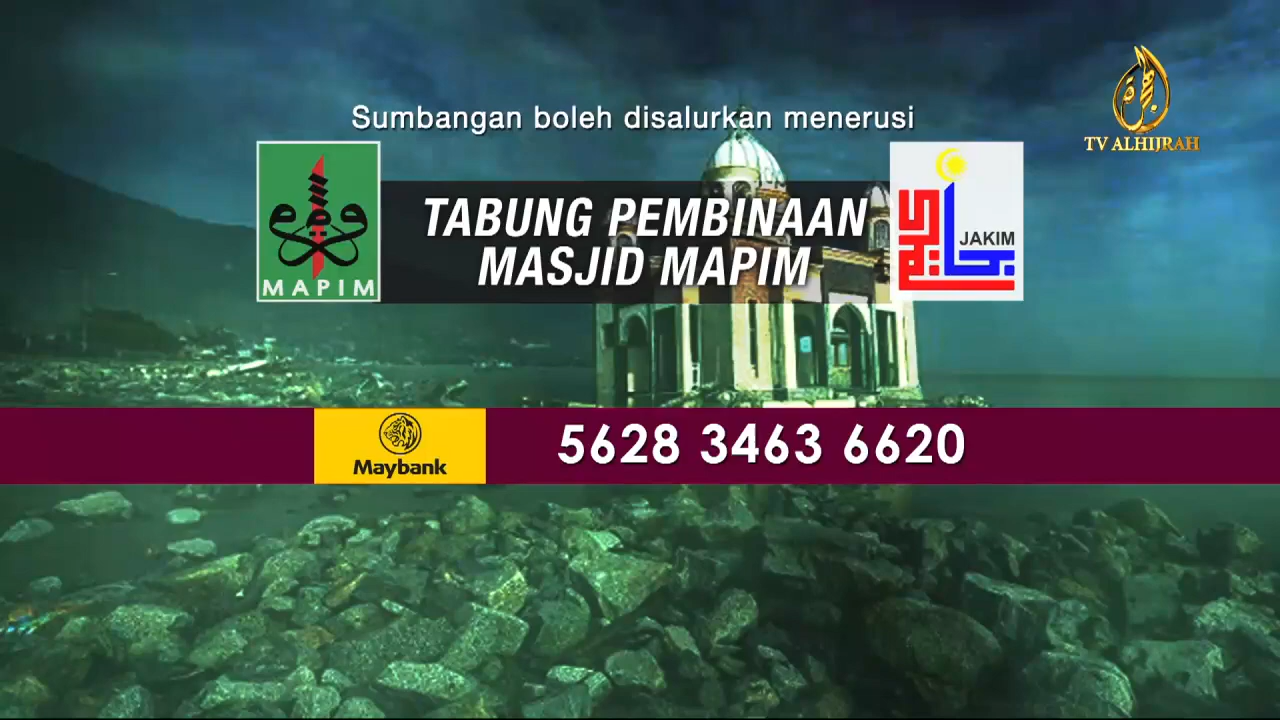 Sumbangan boleh disalurkan menerusi
TV ALHIJRAH
MAPIM
TABUNG PEMBINAAN
MASJID MAPIM
JAKIM
Maybank
5628 3463 6620